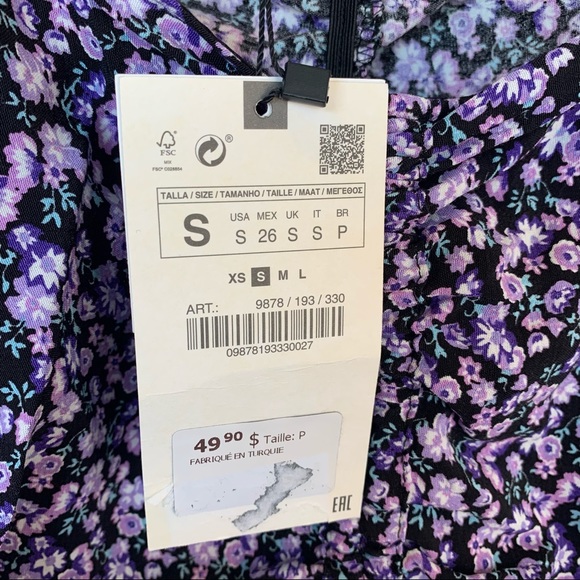 FSC
MIX
®
TALLA / SIZE / TAMANHO / TAILLE / MAAT / ΜΕΓΕΘΟΣ
S
USA MEX UK IT BR
S 26 S S P
XS S M L
ART.: 9878 / 193 / 330
09878193330027
49 90 $ Taille: P
FABRIQUÉ EN TURQUIE
EAC